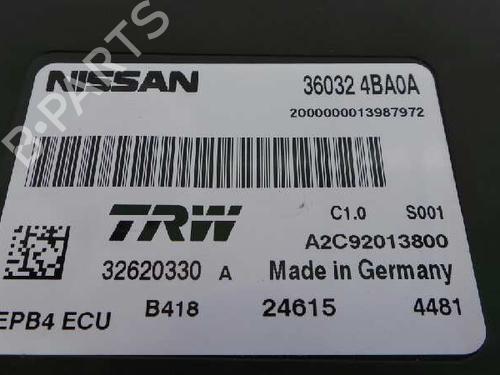 NISSAN 36032 4BA0A
2000000013987972
TRW C1.0 S001
A2C92013800
32620330 A Made in Germany
EPB4 ECU B418 24615 4481
B-PARTS